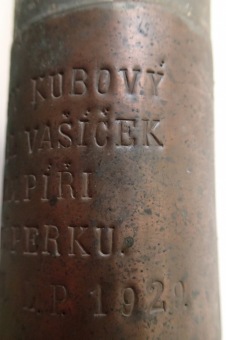 KUBOVÝ
VAŠÍČEK
PÍŘI
ERKU.
L.P. 192